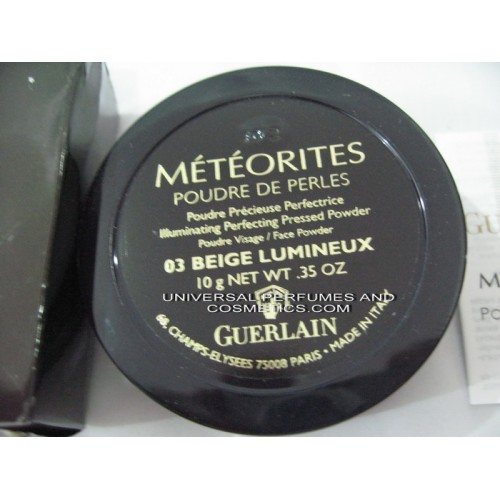 MÉTÉORITES
POUDRE DE PERLES
Poudre Précieuse Perfectrice
Illuminating Perfecting Pressed Powder
Poudre Visage / Face Powder
03 BEIGE LUMINEUX
10 g NET WT .35 OZ
UNIVERSAL PERFUMES AND
COSMETICS.COM
GUERLAIN
68, CHAMPS-ELYSEES 75008 PARIS • MADE IN ITALY